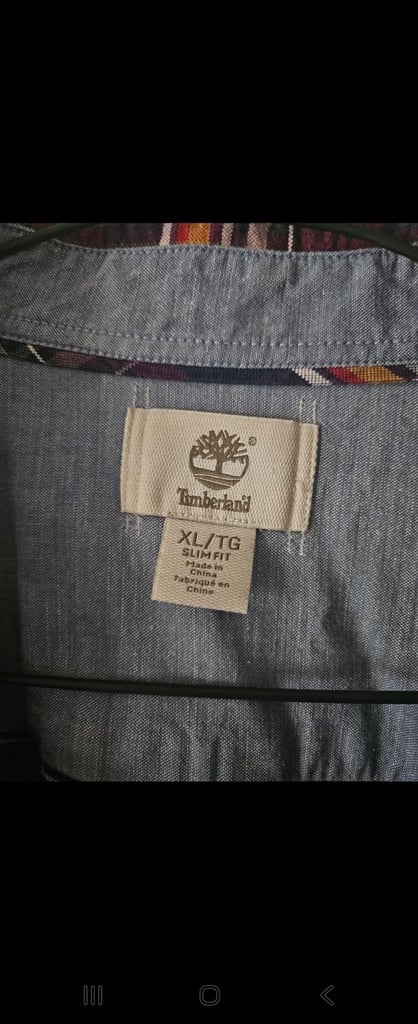 ®
Timberland
XL/TG
SLIM FIT
Made in
China
Fabriqué en
Chine